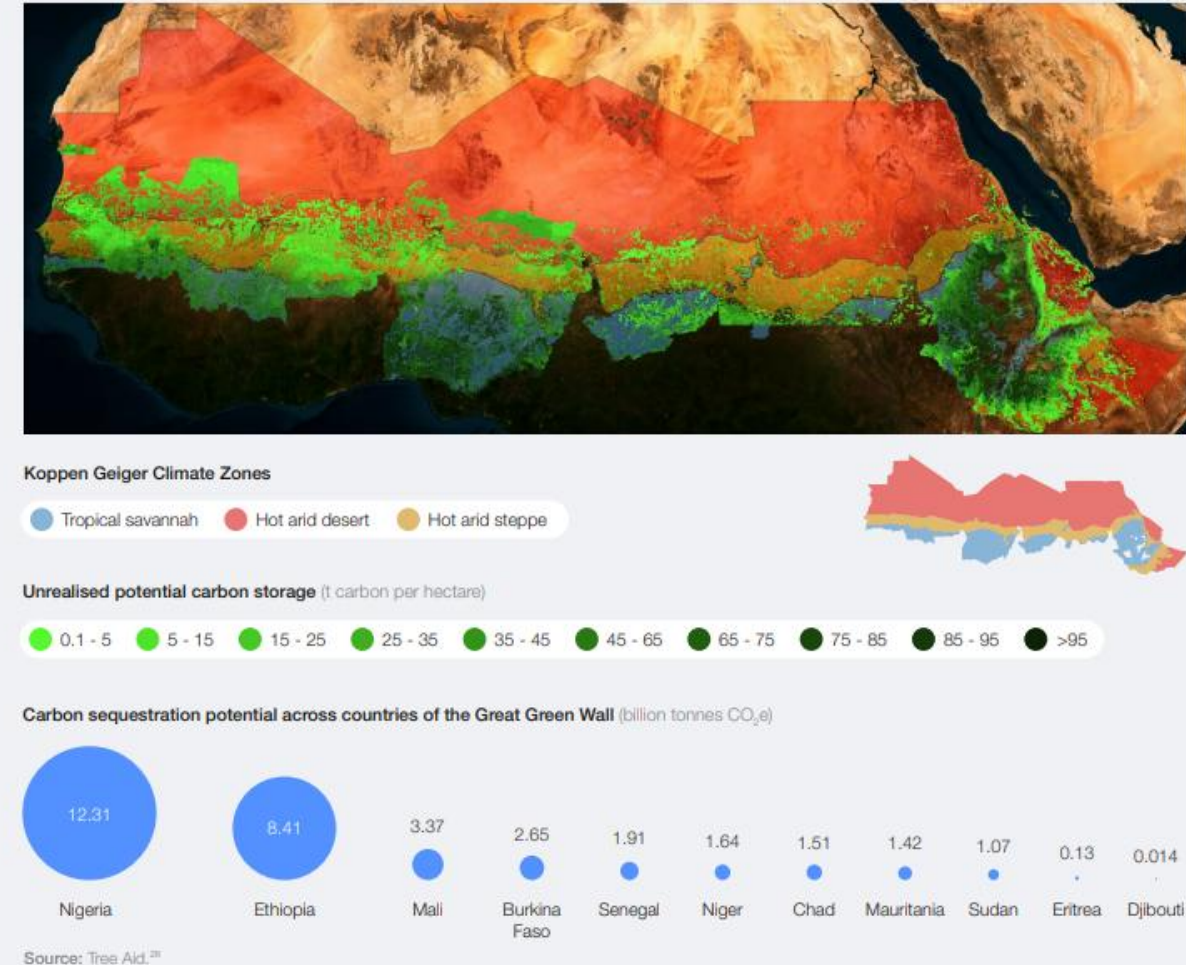 Koppen Geiger Climate Zones
Tropical savannah Hot arid desert Hot arid steppe
Unrealised potential carbon storage (t carbon per hectare)
0.1 - 5 5 - 15 15 - 25 25 - 35 35 - 45 45 - 65 65 - 75 75 - 85 85 - 95 >95
Carbon sequestration potential across countries of the Great Green Wall (billion tonnes CO₂e)
12.31 8.41 3.37 2.65 1.91 1.64 1.51 1.42 1.07 0.13 0.014
Nigeria Ethiopia Mali Burkina Senegal Niger Chad Mauritania Sudan Eritrea Djibouti
Faso
Source: Tree Aid.²⁸